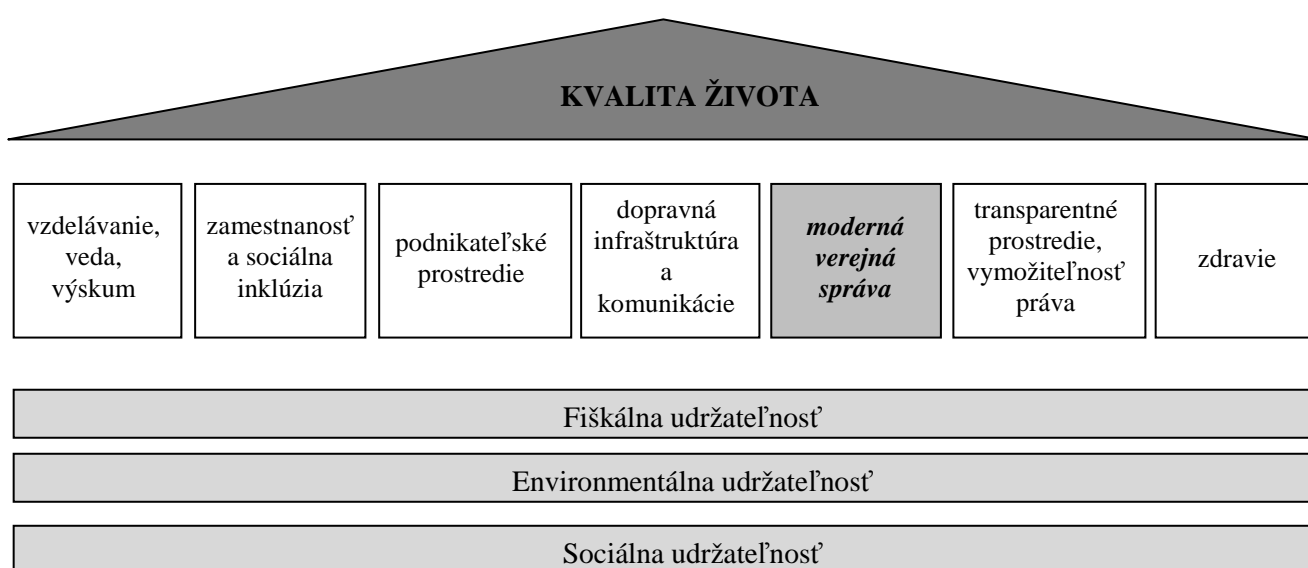 KVALITA ŽIVOTA
vzdelávanie,
veda,
výskum
zamestnanosť
a sociálna
inklúzia
podnikateľské
prostredie
dopravná
infraštruktúra
a
komunikácie
moderná
verejná
správa
transparentné
prostredie,
vymožiteľnosť
práva
zdravie
Fiškálna udržateľnosť
Environmentálna udržateľnosť
Sociálna udržateľnosť